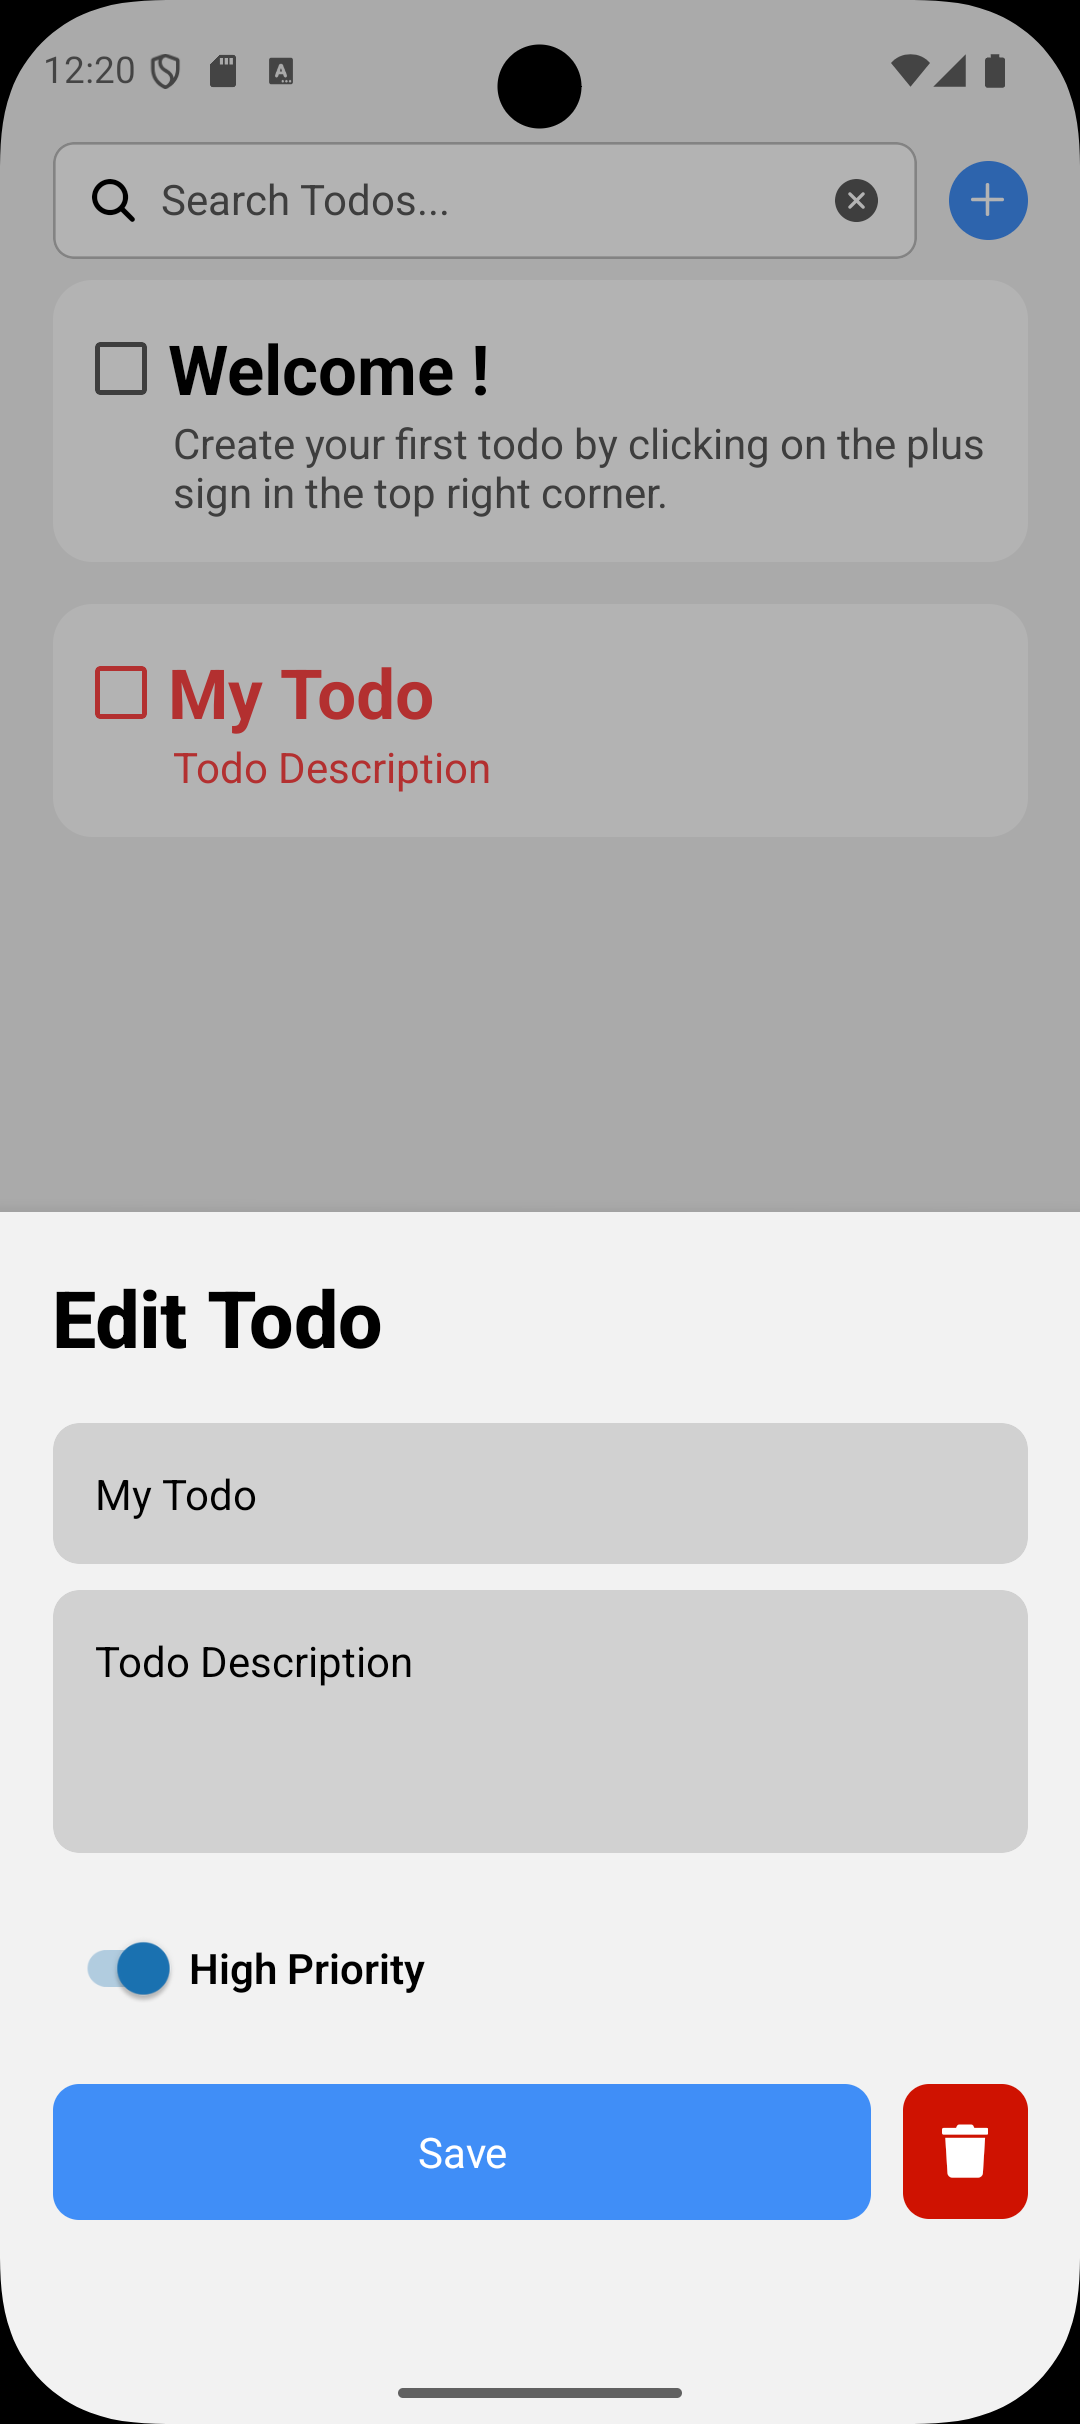 12:20
Search Todos...
Welcome !
Create your first todo by clicking on the plus
sign in the top right corner.
My Todo
Todo Description
Edit Todo
My Todo
Todo Description
High Priority
Save